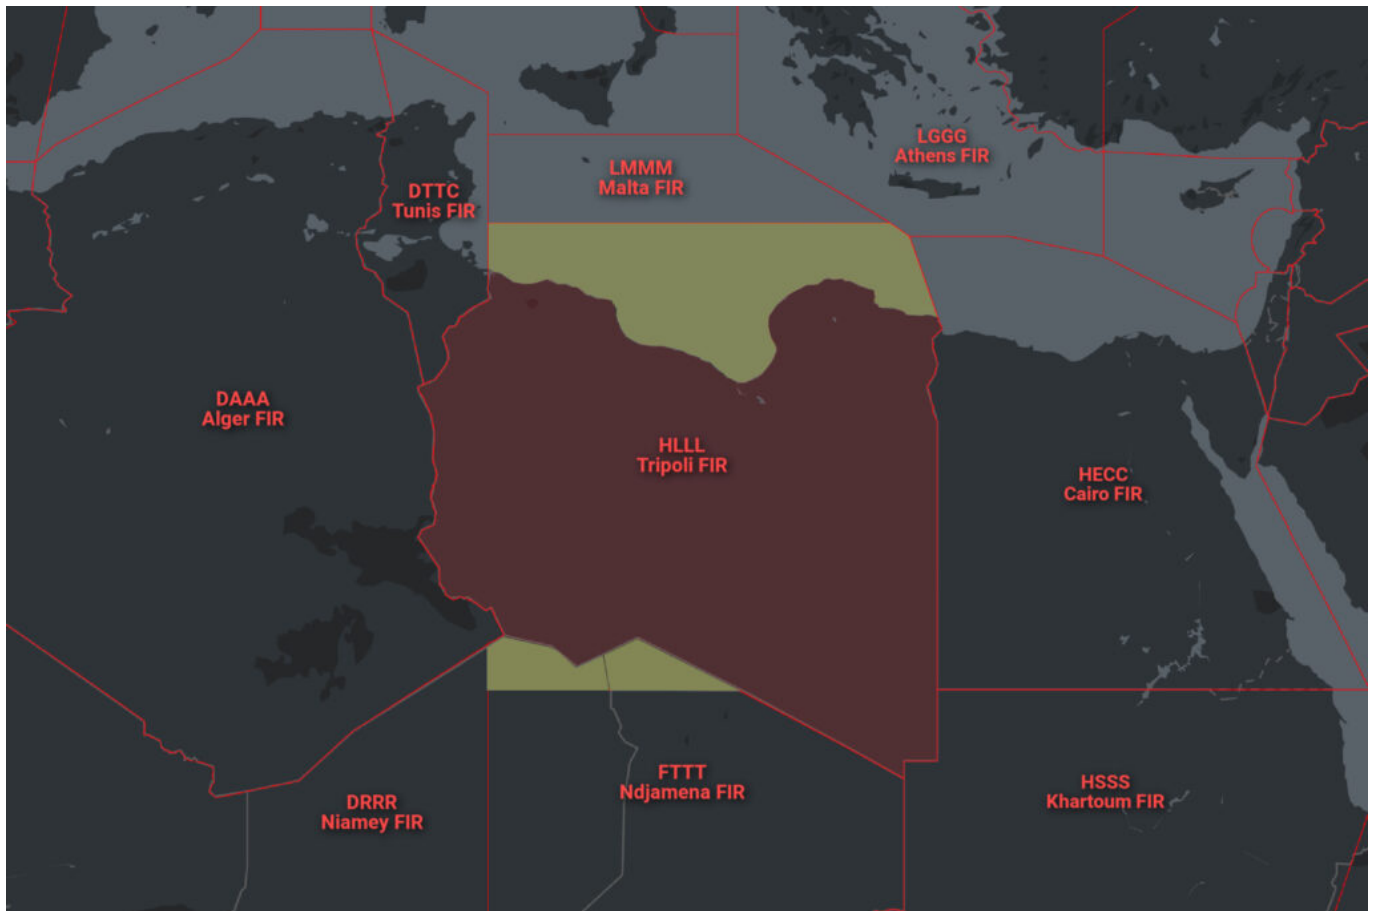 LGGG
Athens FIR
LMMM
Malta FIR
DTTC
Tunis FIR
DAAA
Alger FIR
HLLL
Tripoli FIR
HECC
Cairo FIR
FTTT
Ndjamena FIR
HSSS
Khartoum FIR
DRRR
Niamey FIR